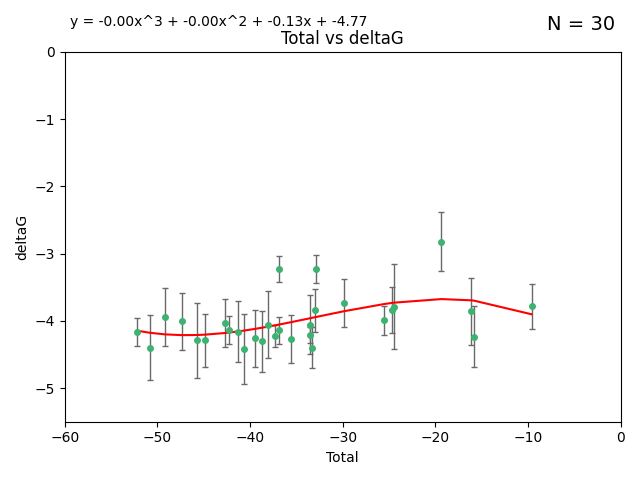 y = -0.00x^3 + -0.00x^2 + -0.13x + -4.77
N = 30
Total vs deltaG
0
−1
−2
−3
−4
−5
deltaG
−60 −50 −40 −30 −20 −10 0
Total